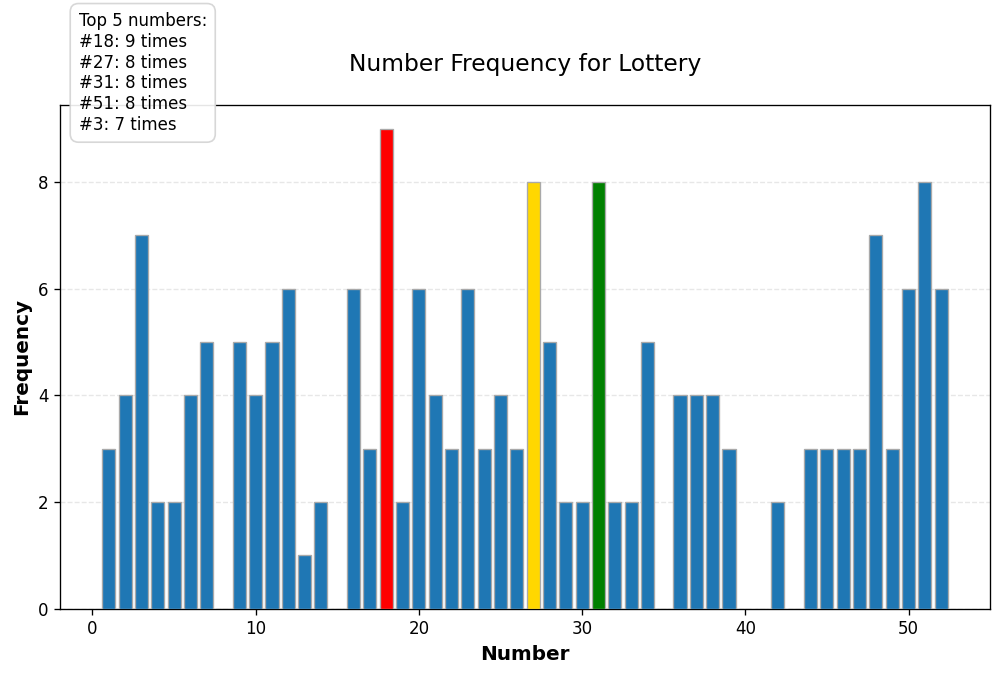 Top 5 numbers:
#18: 9 times
#27: 8 times
#31: 8 times
#51: 8 times
#3: 7 times
Number Frequency for Lottery
Frequency
8
6
4
2
0
0 10 20 30 40 50
Number